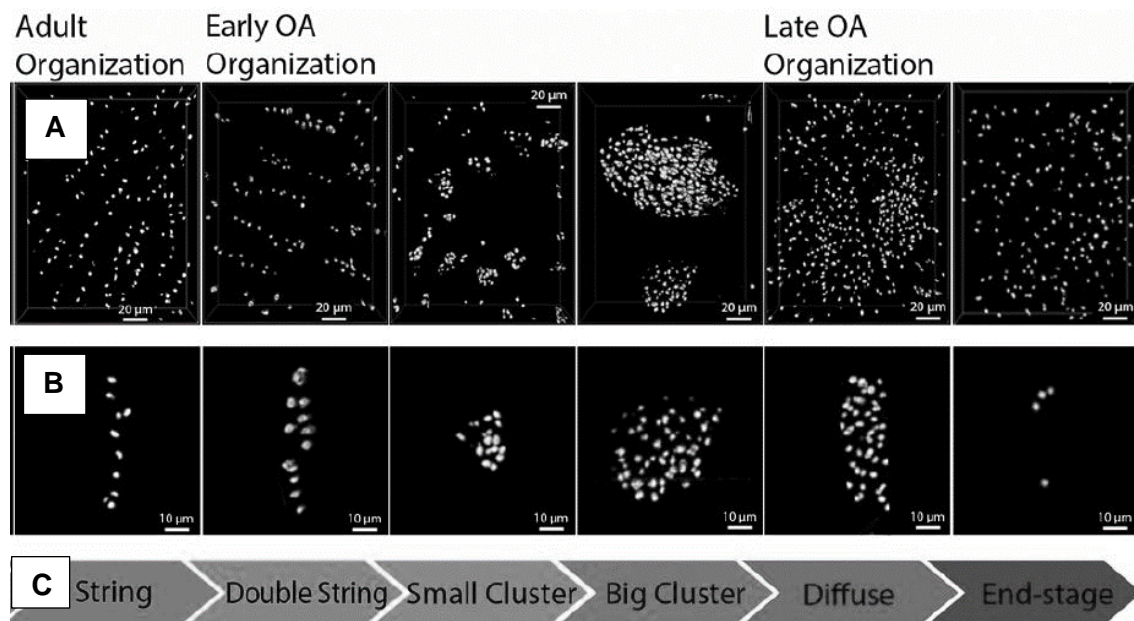 Adult
Organization
Early OA
Organization
Late OA
Organization
A
20 µm
20 µm
20 µm
20 µm
20 µm
20 µm
B
10 µm
10 µm
10 µm
10 µm
10 µm
10 µm
C
String
Double String
Small Cluster
Big Cluster
Diffuse
End-stage